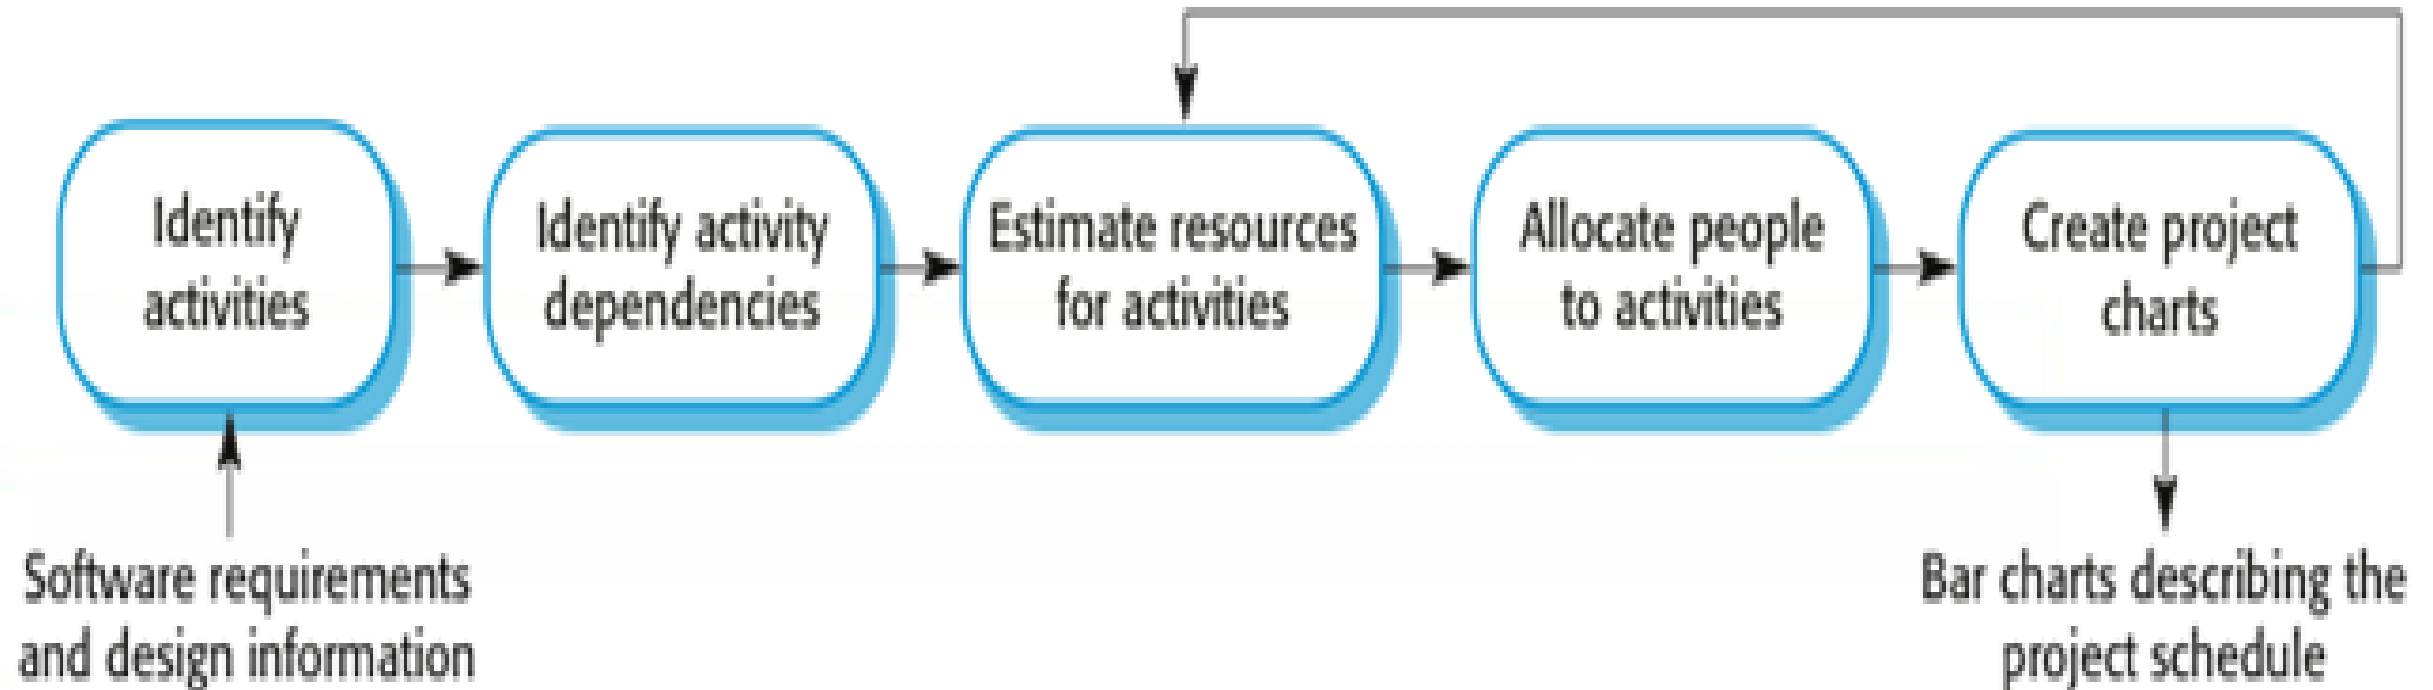 Identify
activities
Identify activity
dependencies
Estimate resources
for activities
Allocate people
to activities
Create project
charts
Software requirements
and design information
Bar charts describing the
project schedule